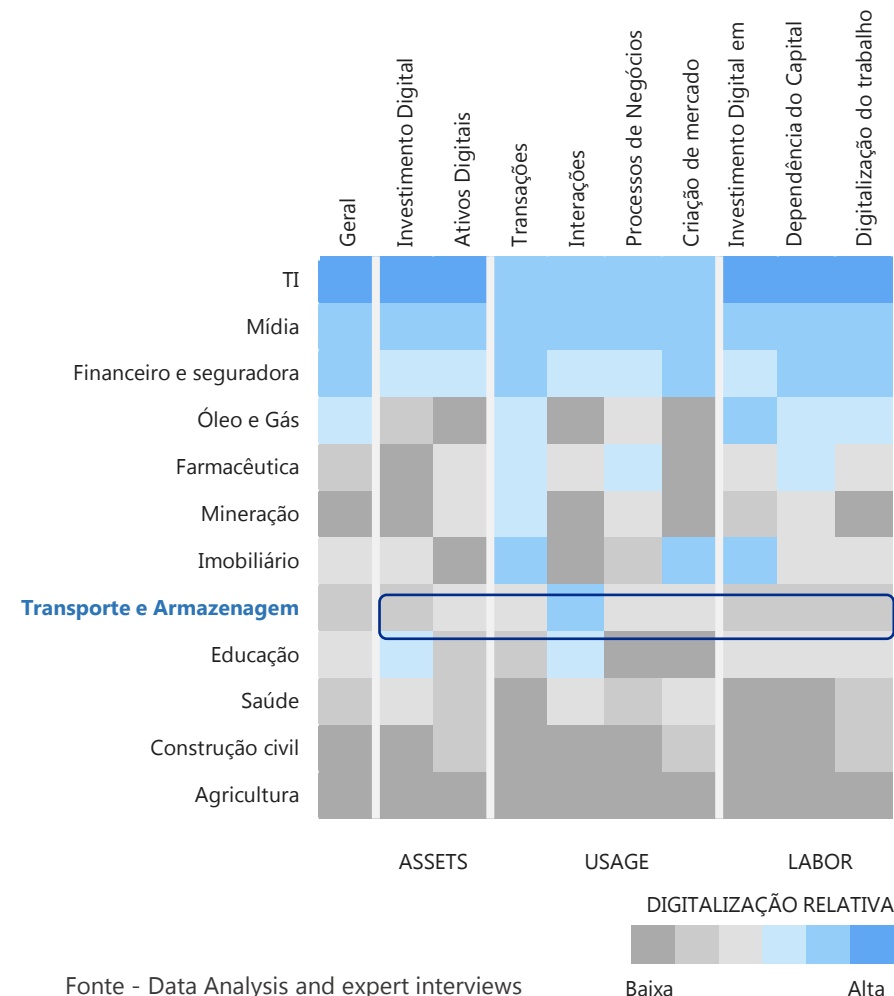 Geral
Investimento Digital
Ativos Digitais
Transações
Interações
Processos de Negócios
Criação de mercado
Investimento Digital em
Dependência do Capital
Digitalização do trabalho
TI
Mídia
Financeiro e seguradora
Óleo e Gás
Farmacêutica
Mineração
Imobiliário
Transporte e Armazenagem
Educação
Saúde
Construção civil
Agricultura
ASSETS USAGE LABOR
DIGITALIZAÇÃO RELATIVA
Baixa Alta
Fonte - Data Analysis and expert interviews